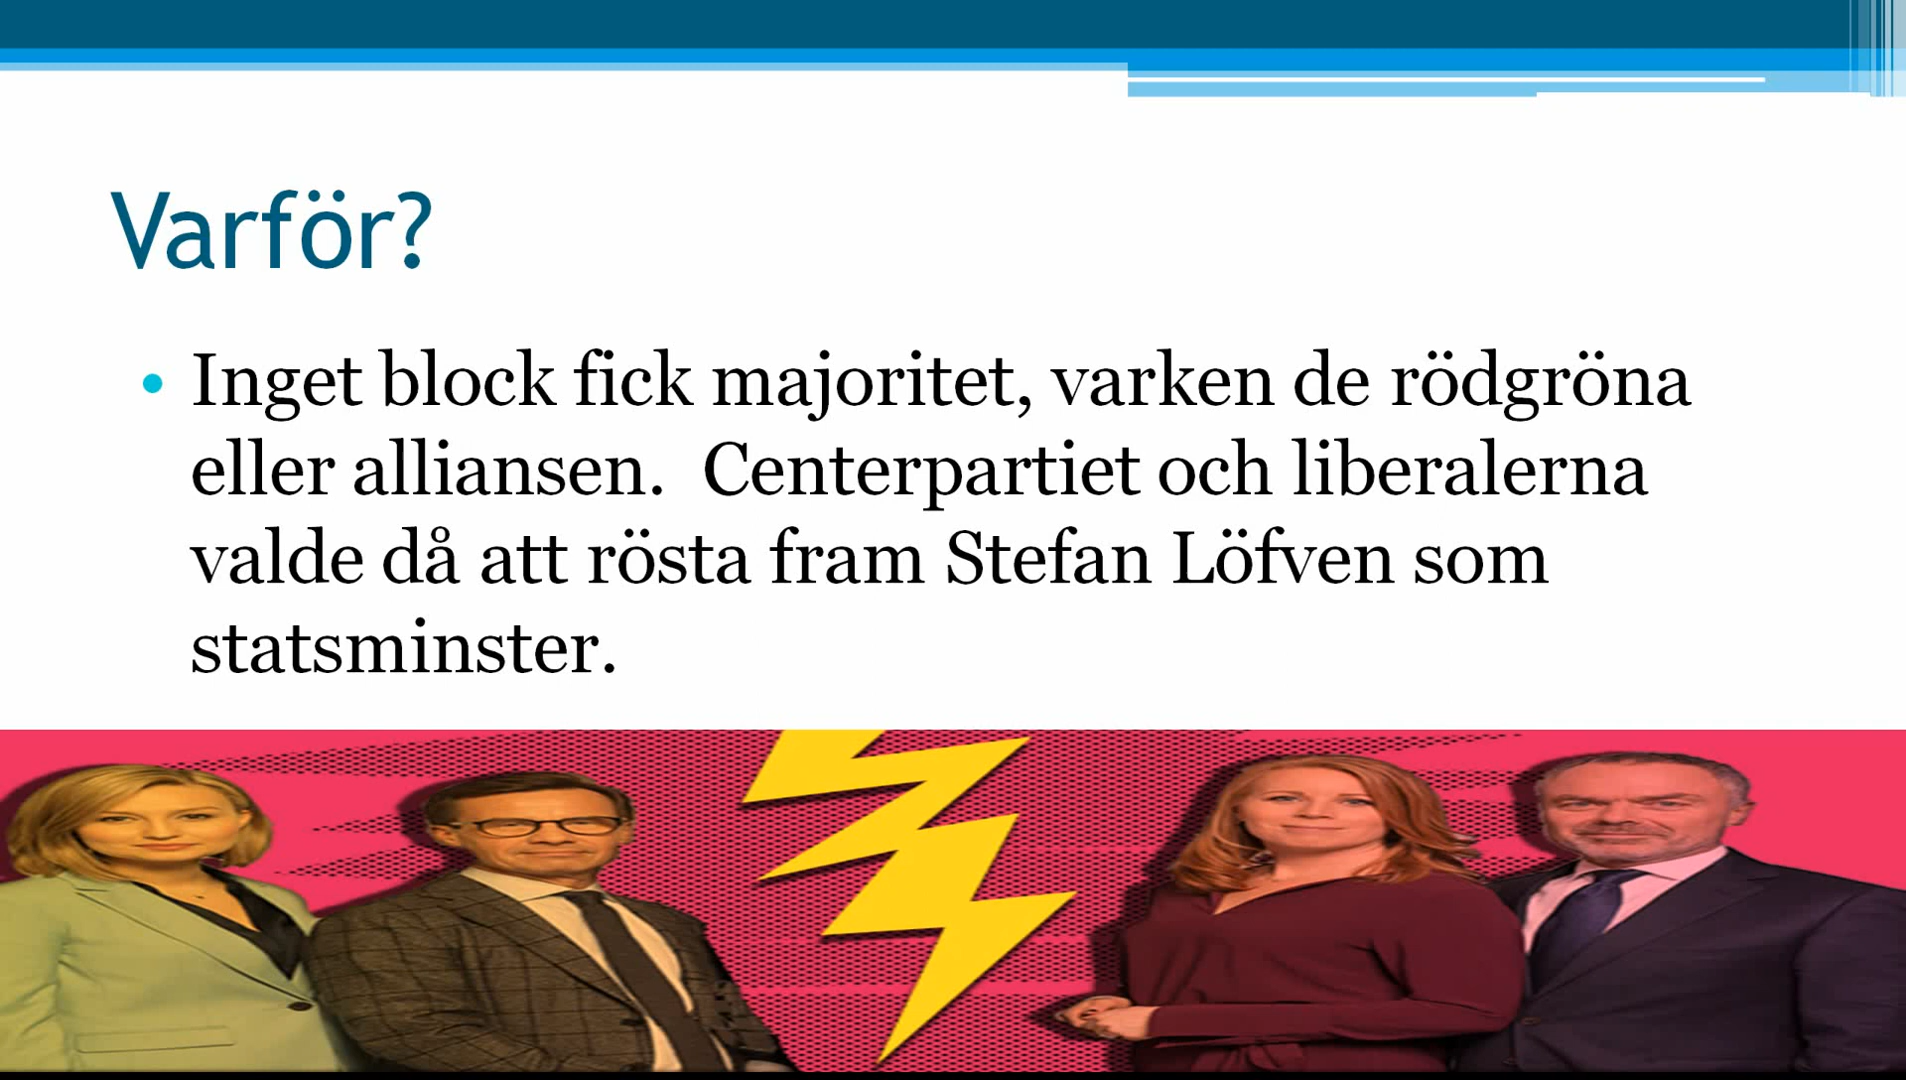 Varför?
• Inget block fick majoritet, varken de rödgröna
eller alliansen.  Centerpartiet och liberalerna
valde då att rösta fram Stefan Löfven som
statsminster.